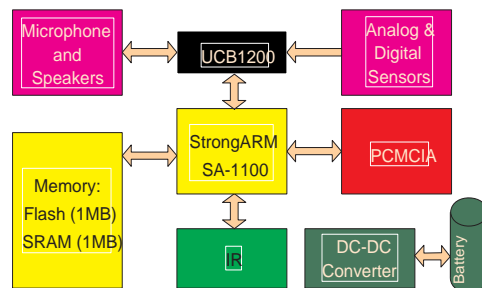 Microphone
and
Speakers
UCB1200
Analog &
Digital
Sensors
StrongARM
SA-1100
PCMCIA
Memory:
Flash (1MB)
SRAM (1MB)
IR
DC-DC
Converter
Battery